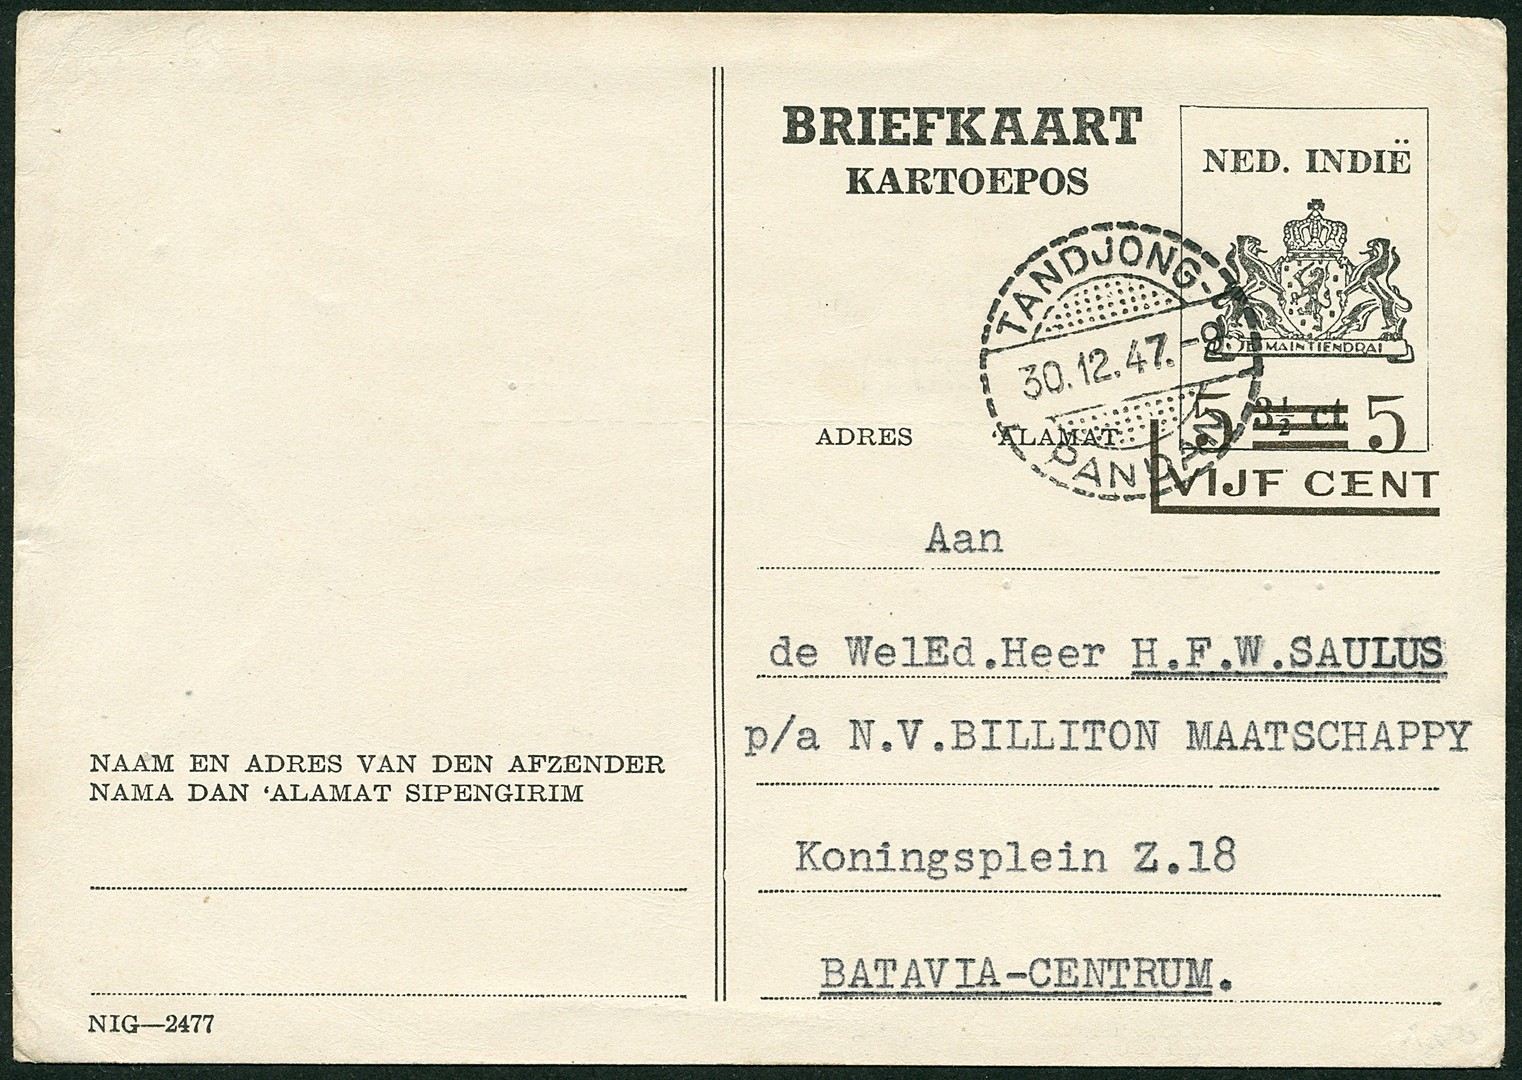 BRIEFKAART
KARTOEPOS
NED. INDIË
JE MAINTIENDRAI
TANDJONG-
30.12.47.-8
PANDAN
5 3½ ct 5
VIJF CENT
ADRES ‘ALAMAT
Aan
de WelEd.Heer H.F.W.SAULUS
p/a N.V.BILLITON MAATSCHAPPY
Koningsplein Z.18
BATAVIA-CENTRUM.
NAAM EN ADRES VAN DEN AFZENDER
NAMA DAN ‘ALAMAT SIPENGIRIM
NIG—2477